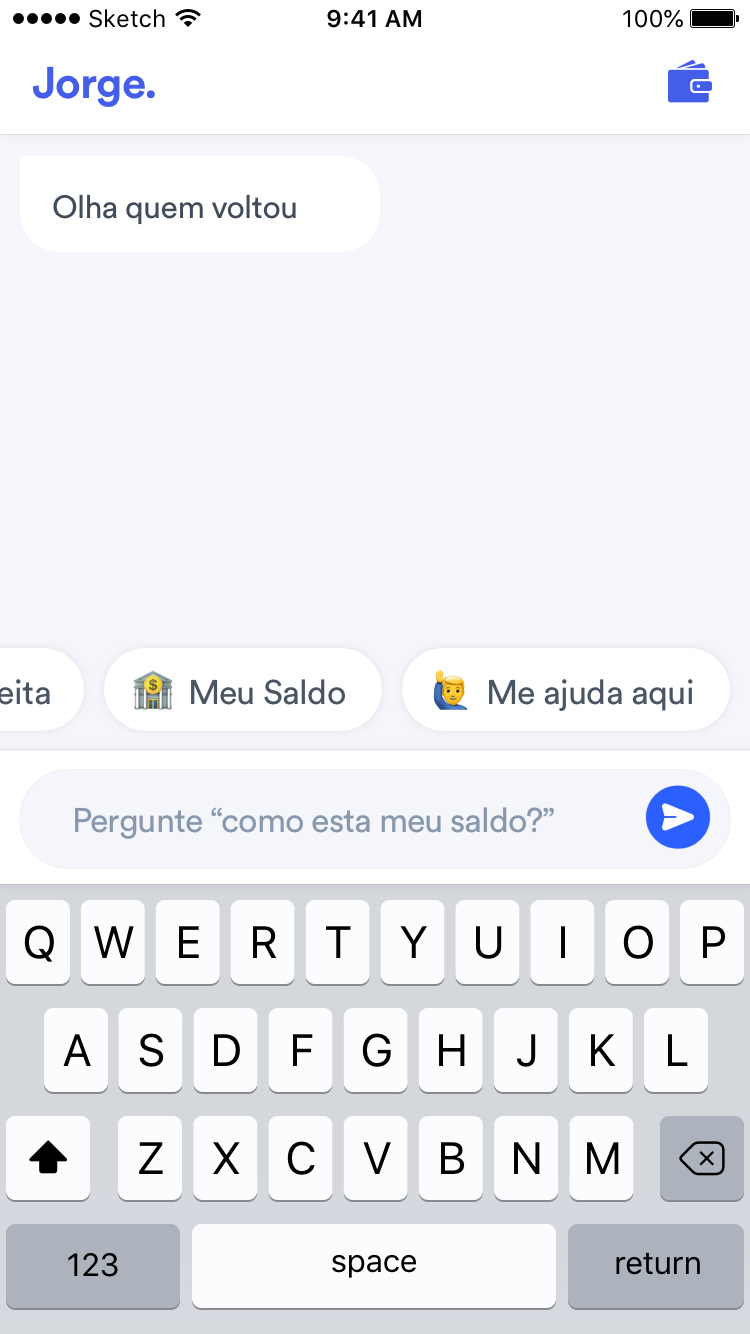 Sketch 9:41 AM 100%
Jorge.
Olha quem voltou
eita Meu Saldo Me ajuda aqui
Pergunte “como esta meu saldo?”
Q W E R T Y U I O P
A S D F G H J K L
Z X C V B N M
123 space return